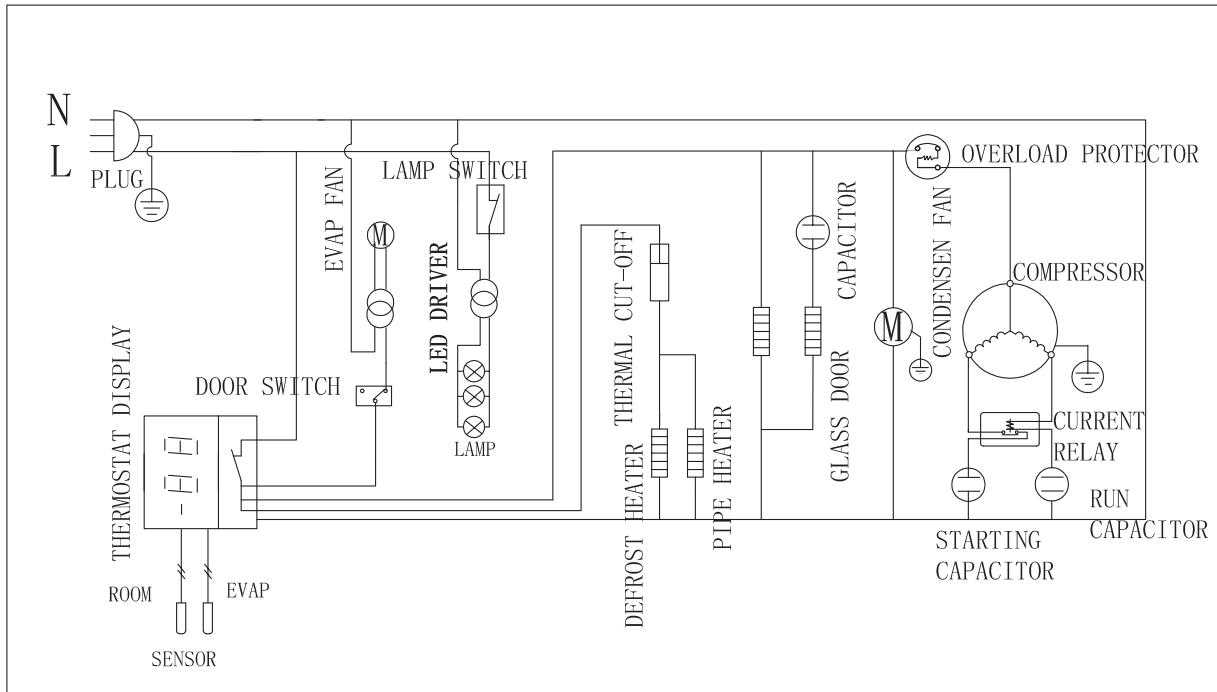 N
L
PLUG
LAMP SWITCH
EVAP FAN
M
LED DRIVER
DOOR SWITCH
LAMP
THERMOSTAT DISPLAY
ROOM
EVAP
SENSOR
THERMAL CUT-OFF
DEFROST HEATER
PIPE HEATER
CAPACITOR
GLASS DOOR
M
CONDENSEN FAN
OVERLOAD PROTECTOR
COMPRESSOR
CURRENT
RELAY
RUN
CAPACITOR
STARTING
CAPACITOR